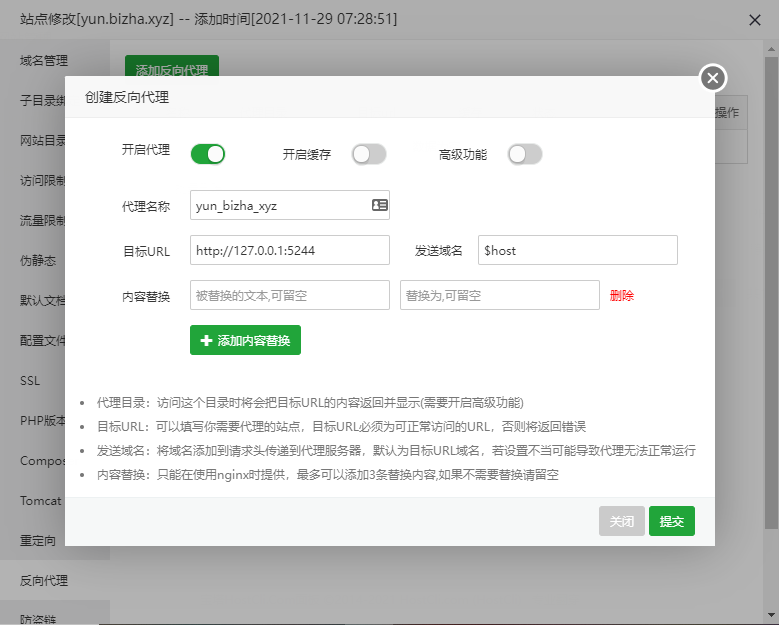 站点修改[yun.bizha.xyz] -- 添加时间[2021-11-29 07:28:51]
域名管理
添加反向代理
子目录绑
网站目录
操作
访问限制
流量限制
伪静态
默认文档
配置文件
SSL
PHP版本
Compos
Tomcat
重定向
反向代理
防盗链
创建反向代理
开启代理 开启缓存 高级功能
代理名称 yun_bizha_xyz
目标URL http://127.0.0.1:5244 发送域名 $host
内容替换 被替换的文本,可留空 替换为,可留空 删除
添加内容替换
代理目录：访问这个目录时将会把目标URL的内容返回并显示(需要开启高级功能)
目标URL：可以填写你需要代理的站点，目标URL必须为可正常访问的URL，否则将返回错误
发送域名：将域名添加到请求头传递到代理服务器，默认为目标URL域名，若设置不当可能导致代理无法正常运行
内容替换：只能在使用nginx时提供，最多可以添加3条替换内容,如果不需要替换请留空
关闭 提交